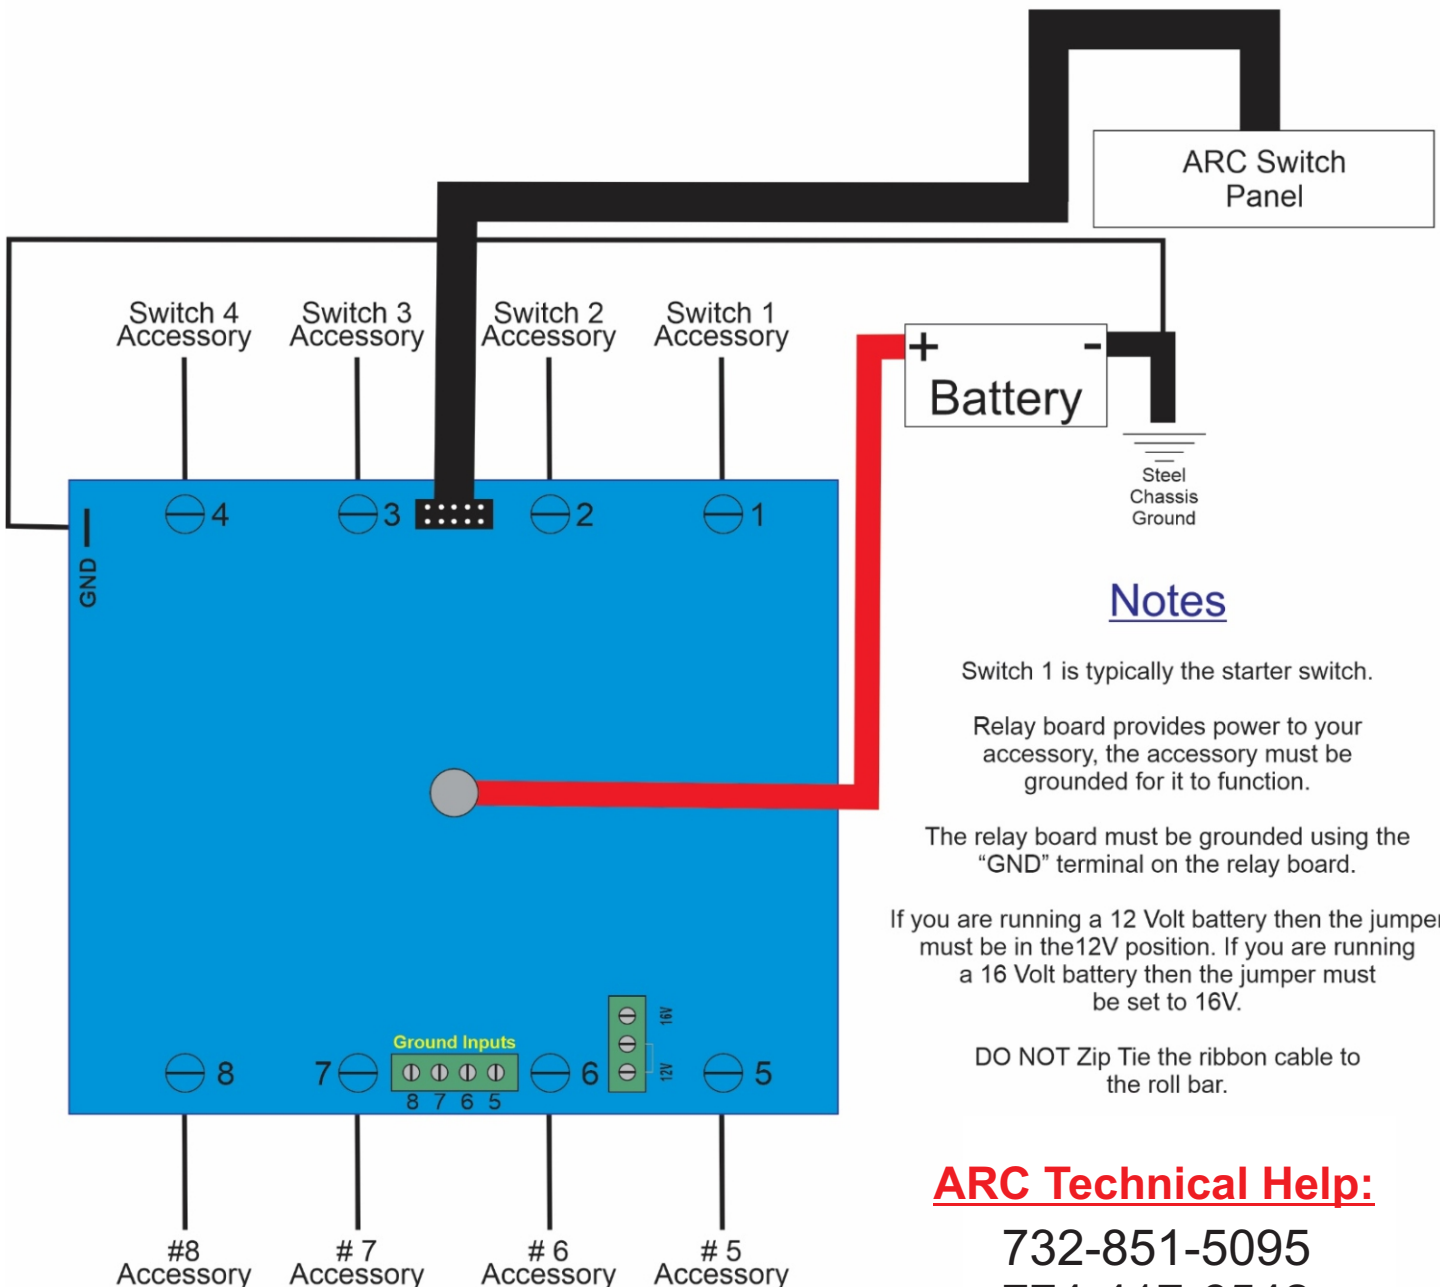 ARC Switch
Panel
Switch 4
Accessory
Switch 3
Accessory
Switch 2
Accessory
Switch 1
Accessory
+ -
Battery
Steel
Chassis
Ground
4
3
2
1
GND
Notes
Switch 1 is typically the starter switch.
Relay board provides power to your
accessory, the accessory must be
grounded for it to function.
The relay board must be grounded using the
“GND” terminal on the relay board.
If you are running a 12 Volt battery then the jumper
must be in the12V position. If you are running
a 16 Volt battery then the jumper must
be set to 16V.
DO NOT Zip Tie the ribbon cable to
the roll bar.
16V
12V
Ground Inputs
8 7 6 5
8
7
6
5
#8
Accessory
# 7
Accessory
# 6
Accessory
# 5
Accessory
ARC Technical Help:
732-851-5095